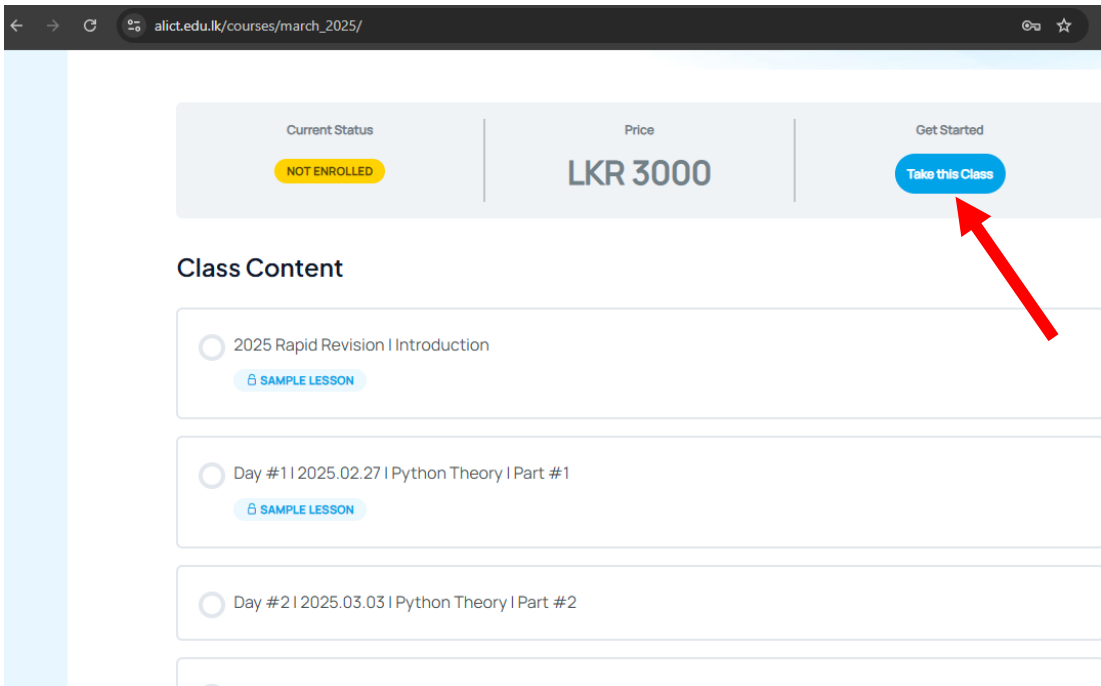 alict.edu.lk/courses/march_2025/
Current Status
NOT ENROLLED
Price
LKR 3000
Get Started
Take this Class
Class Content
2025 Rapid Revision | Introduction
SAMPLE LESSON
Day #1 | 2025.02.27 | Python Theory | Part #1
SAMPLE LESSON
Day #2 | 2025.03.03 | Python Theory | Part #2